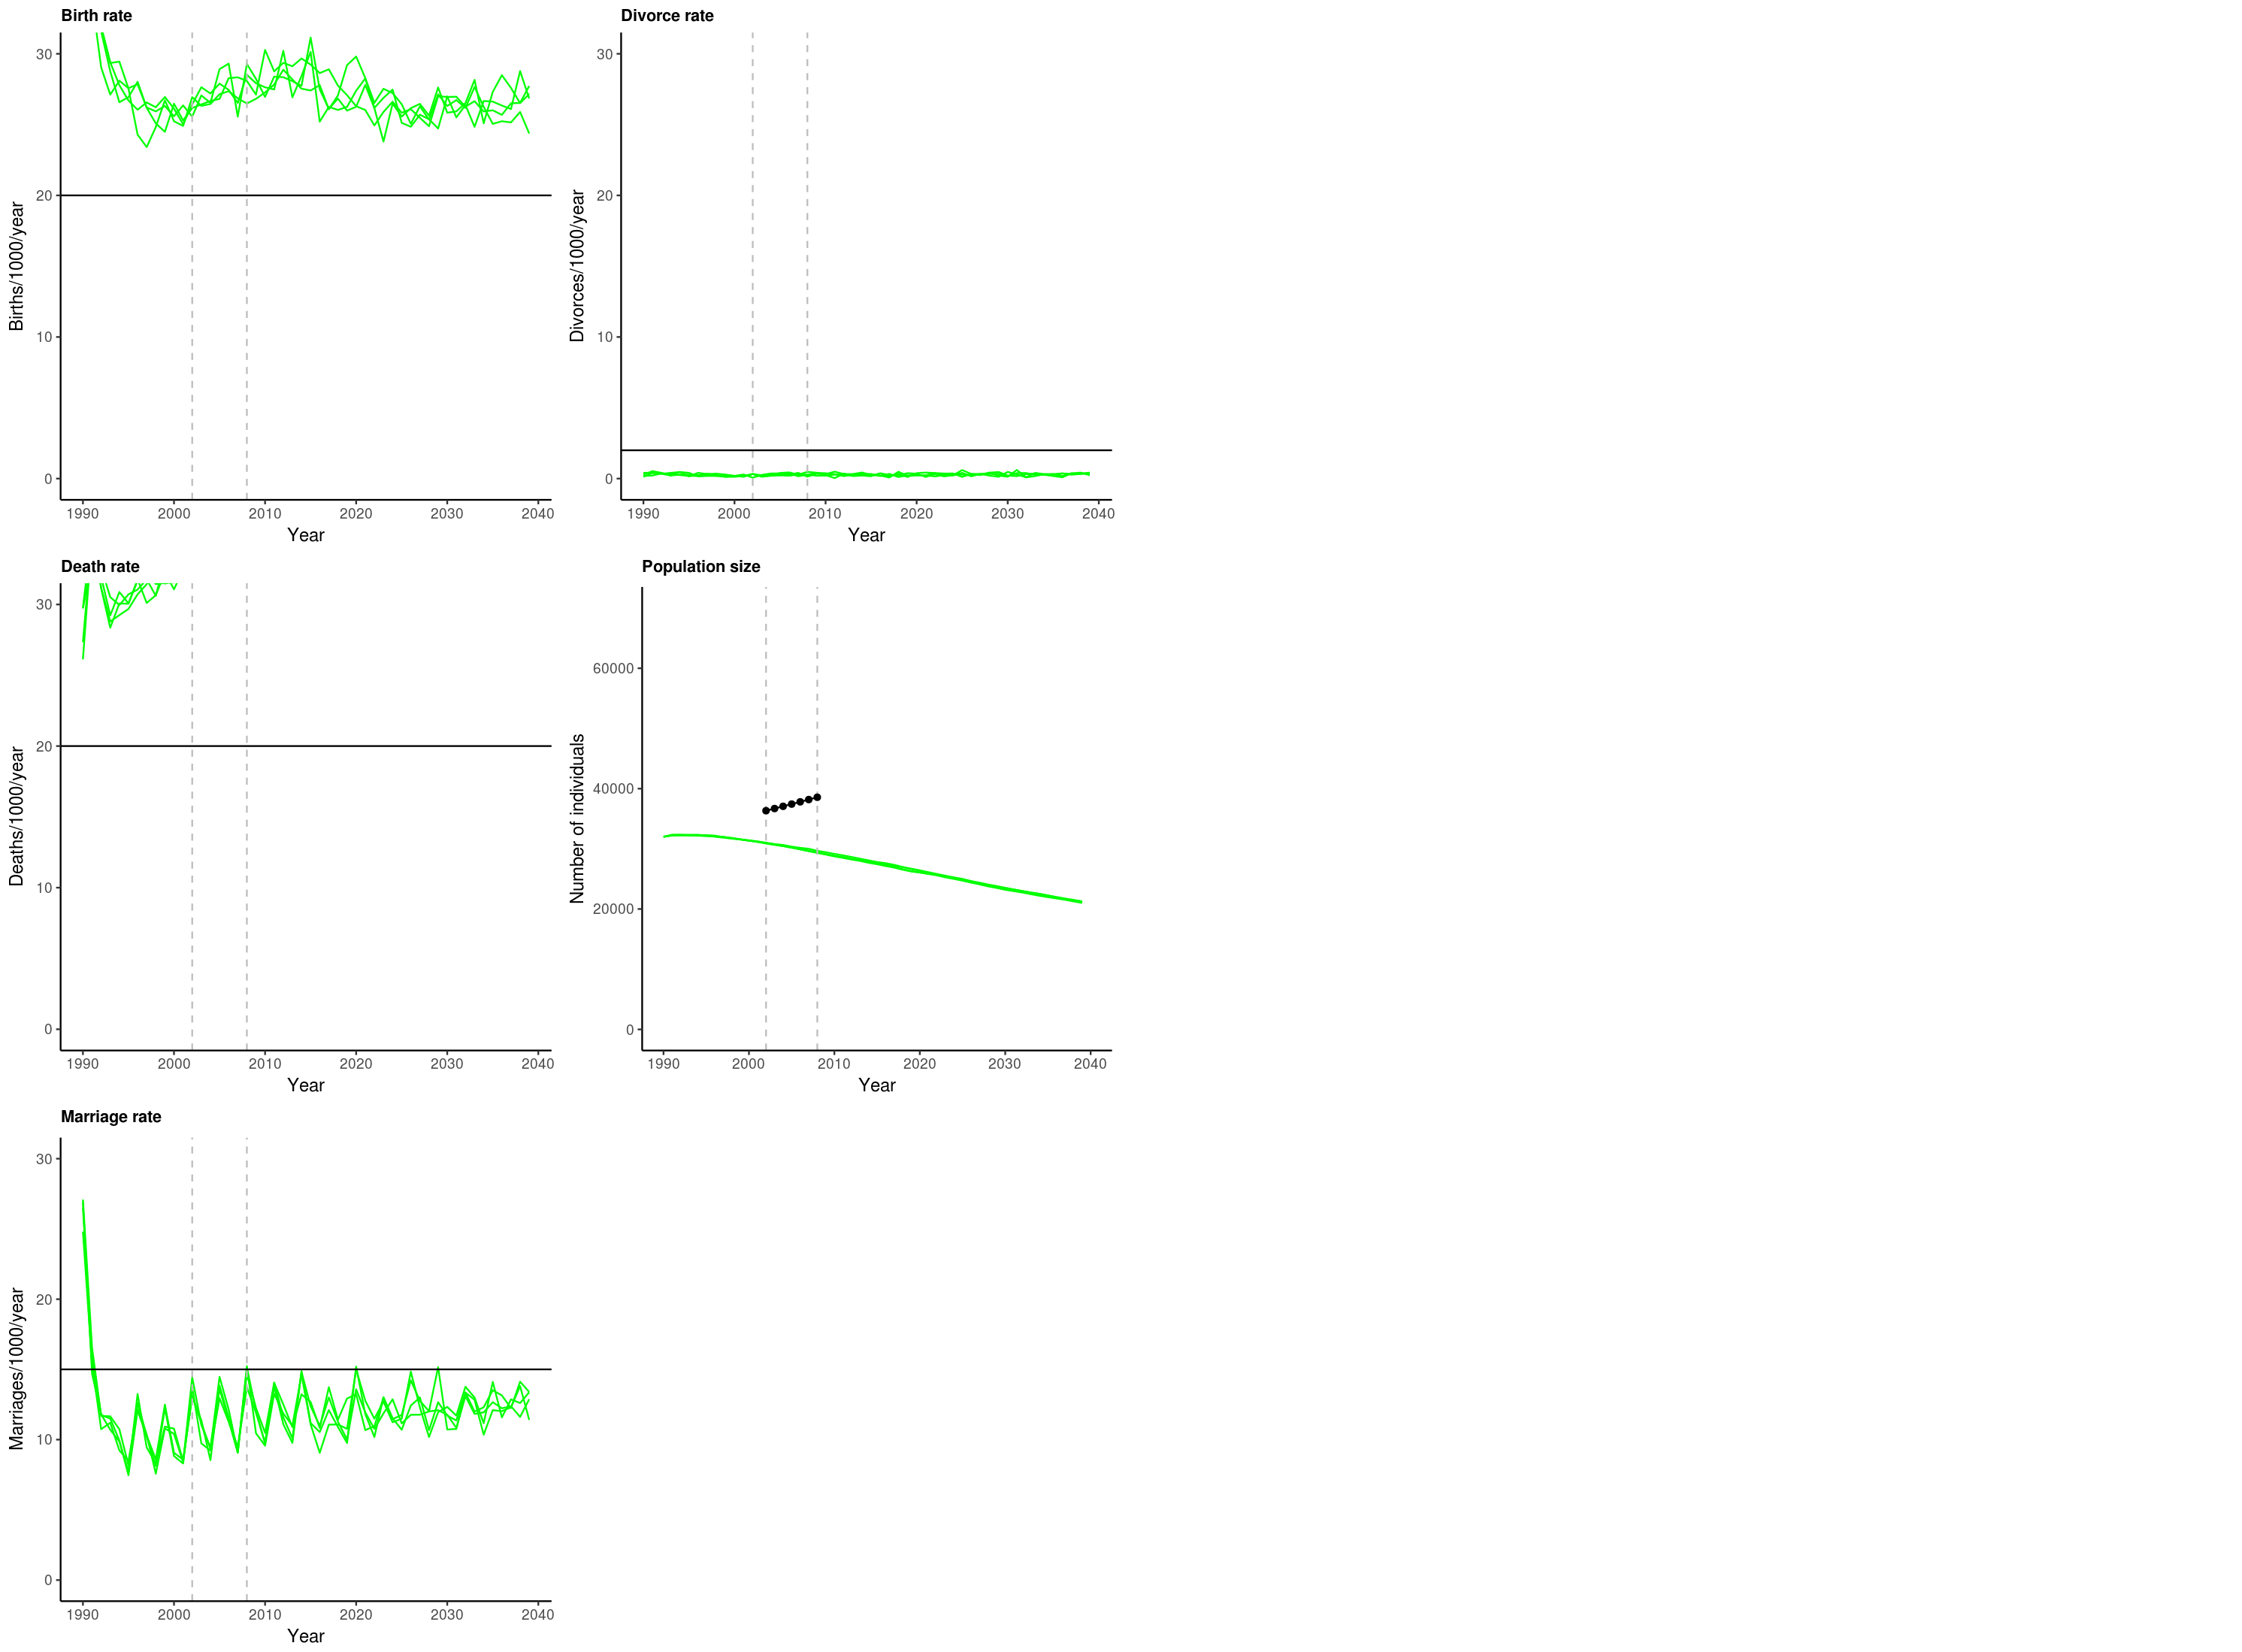 Birth rate
Births/1000/year
30
20
10
0
1990 2000 2010 2020 2030 2040
Year
Divorce rate
Divorces/1000/year
30
20
10
0
1990 2000 2010 2020 2030 2040
Year
Death rate
Deaths/1000/year
30
20
10
0
1990 2000 2010 2020 2030 2040
Year
Population size
Number of individuals
60000
40000
20000
0
1990 2000 2010 2020 2030 2040
Year
Marriage rate
Marriages/1000/year
30
20
10
0
1990 2000 2010 2020 2030 2040
Year